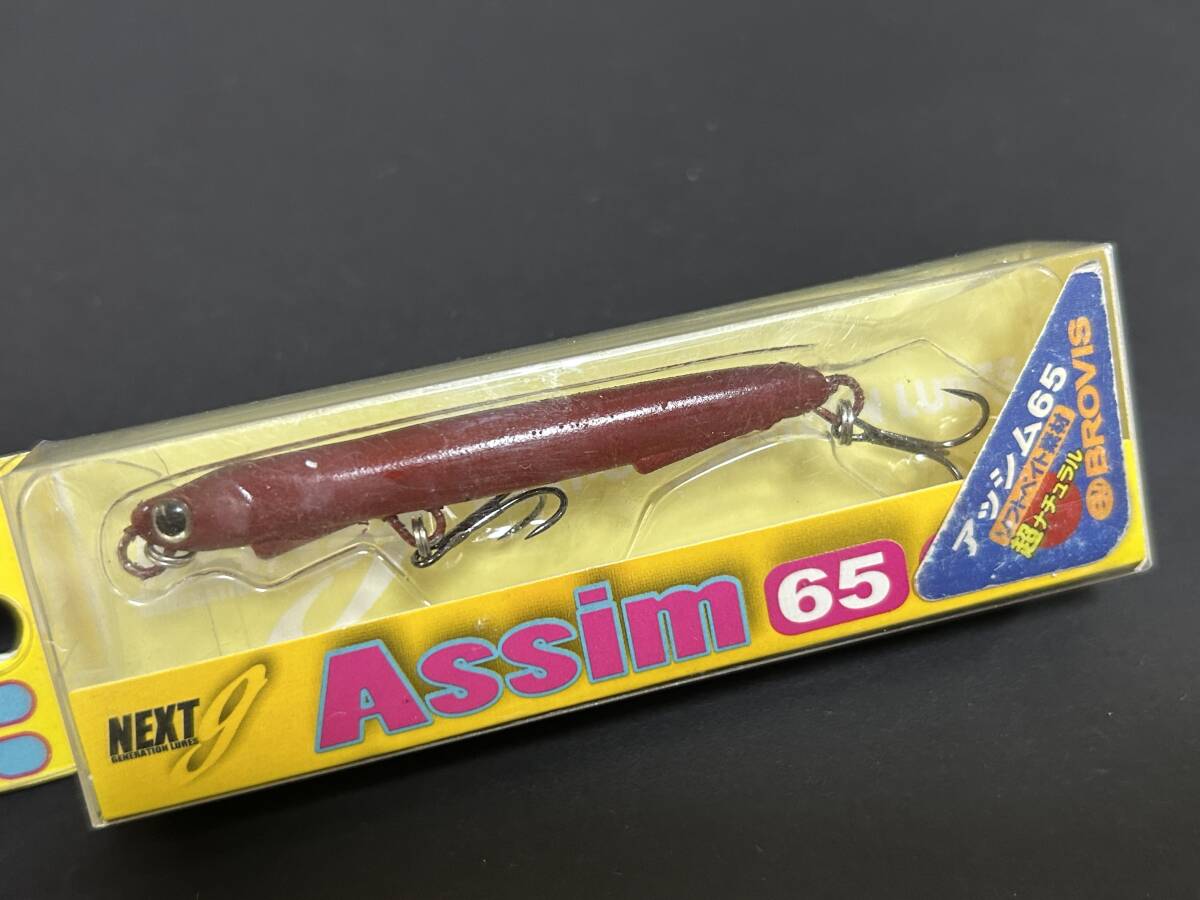 アッシム65
ソフトベイト素材
超ナチュラル
BROVIS
Assim 65
NEXT g
GENERATION LURES